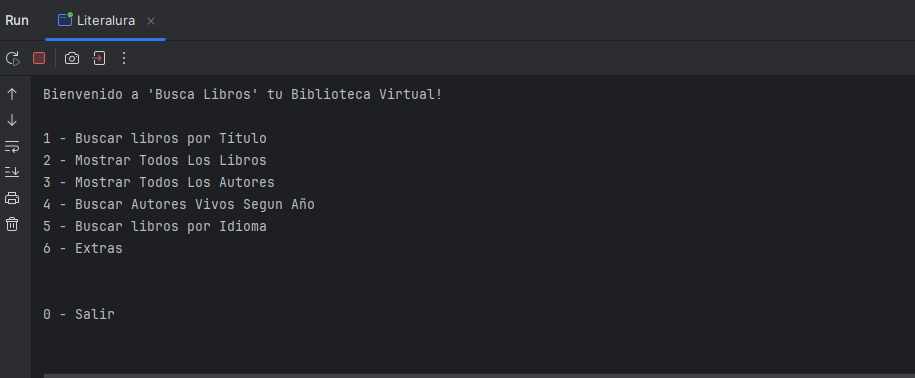 Run Literalura
Bienvenido a 'Busca Libros' tu Biblioteca Virtual!
1 - Buscar libros por Titulo
2 - Mostrar Todos Los Libros
3 - Mostrar Todos Los Autores
4 - Buscar Autores Vivos Segun Año
5 - Buscar libros por Idioma
6 - Extras
0 - Salir